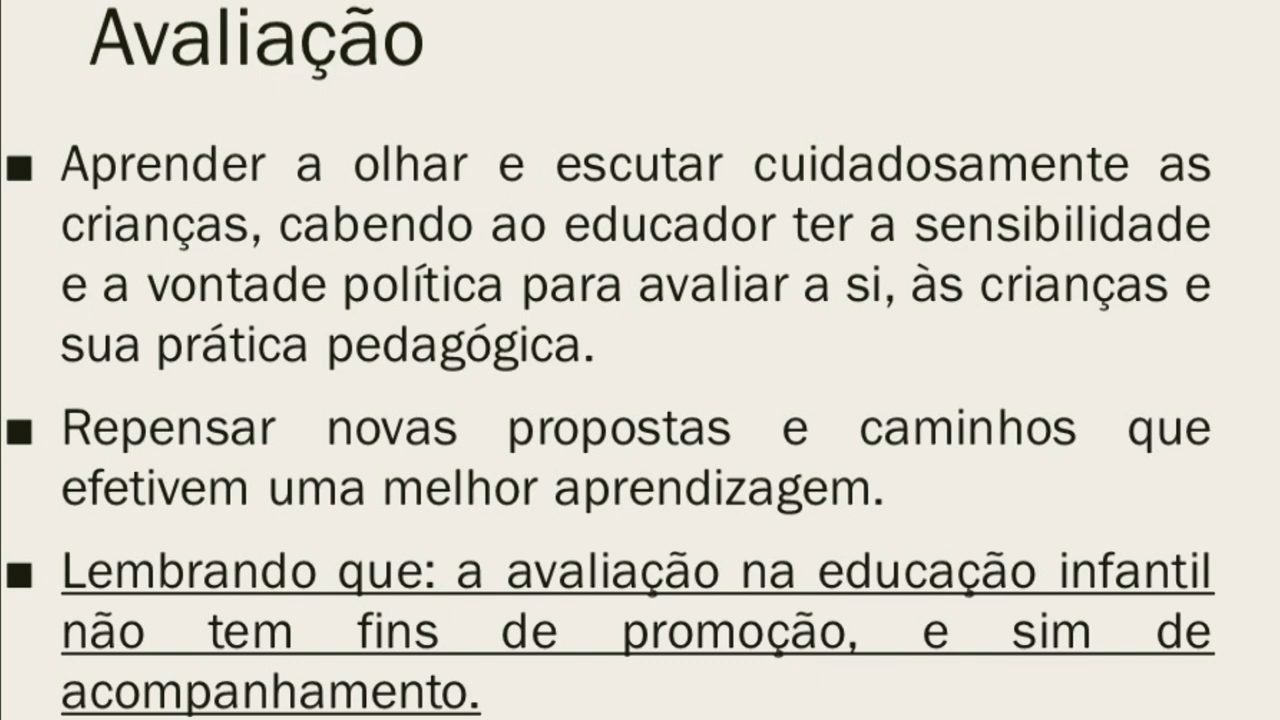 Avaliação
■ Aprender a olhar e escutar cuidadosamente as
crianças, cabendo ao educador ter a sensibilidade
e a vontade política para avaliar a si, às crianças e
sua prática pedagógica.
■ Repensar novas propostas e caminhos que
efetivem uma melhor aprendizagem.
■ Lembrando que: a avaliação na educação infantil
não tem fins de promoção, e sim de
acompanhamento.